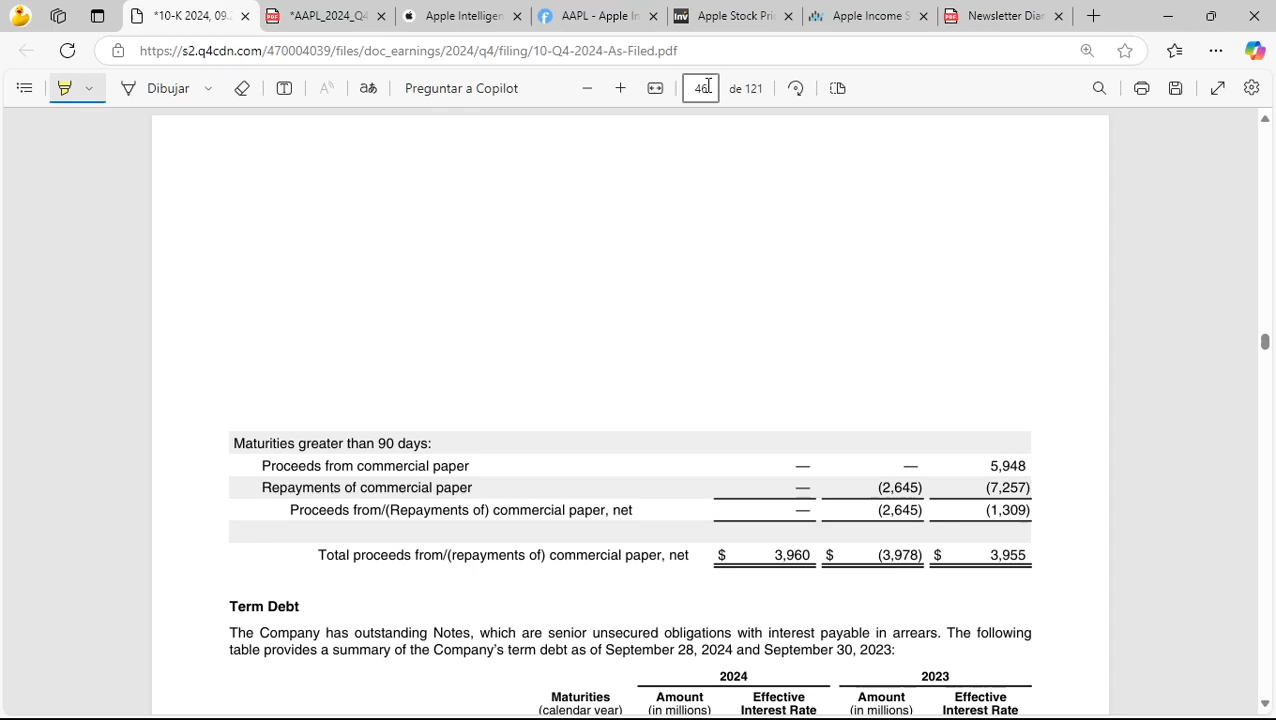 *10-K 2024, 09.
*AAPL_2024_Q4
Apple Intelligen
AAPL - Apple In
Inv
Apple Stock Pri
Apple Income S
PDF
Newsletter Dia
https://s2.q4cdn.com/470004039/files/doc_earnings/2024/q4/filing/10-Q4-2024-As-Filed.pdf
Dibujar
aあ
Preguntar a Copilot
46
de 121
Maturities greater than 90 days:
Proceeds from commercial paper — — 5,948
Repayments of commercial paper — (2,645) (7,257)
Proceeds from/(Repayments of) commercial paper, net — (2,645) (1,309)
Total proceeds from/(repayments of) commercial paper, net $ 3,960 $ (3,978) $ 3,955
Term Debt
The Company has outstanding Notes, which are senior unsecured obligations with interest payable in arrears. The following
table provides a summary of the Company's term debt as of September 28, 2024 and September 30, 2023:
2024 2023
Maturities Amount Effective Amount Effective
(calendar year) (in millions) Interest Rate (in millions) Interest Rate